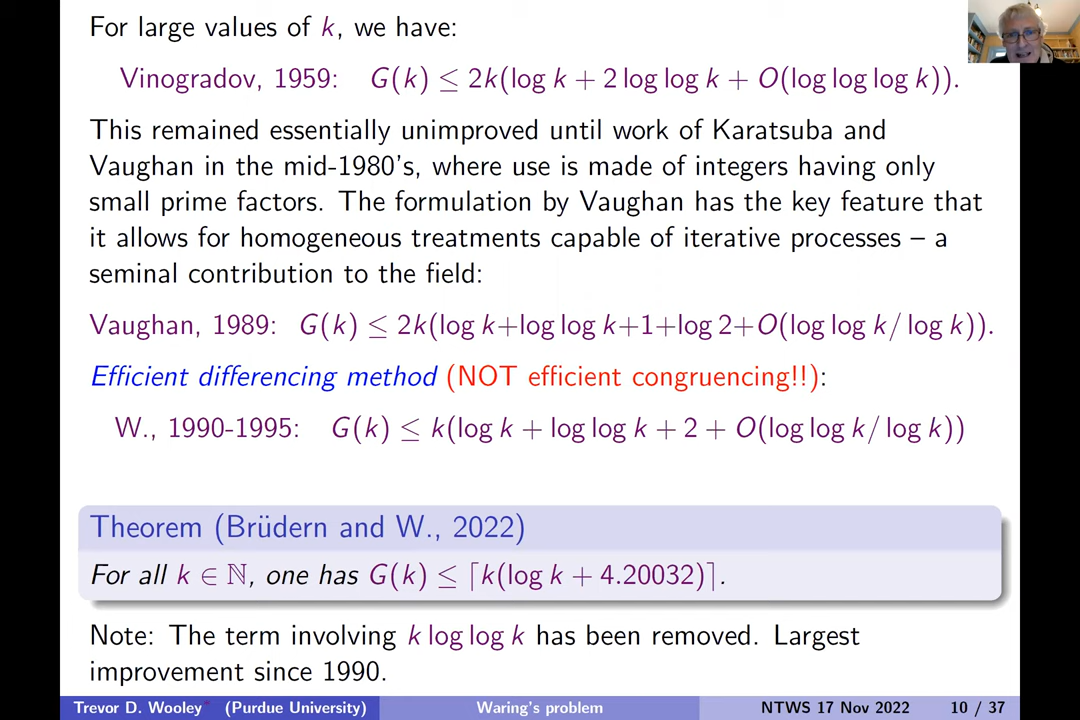 For large values of k, we have:
Vinogradov, 1959: G(k) ≤ 2k(log k + 2 log log k + O(log log log k)).
This remained essentially unimproved until work of Karatsuba and
Vaughan in the mid-1980's, where use is made of integers having only
small prime factors. The formulation by Vaughan has the key feature that
it allows for homogeneous treatments capable of iterative processes – a
seminal contribution to the field:
Vaughan, 1989: G(k) ≤ 2k(log k+log log k+1+log 2+O(log log k/ log k)).
Efficient differencing method (NOT efficient congruencing!!):
W., 1990-1995: G(k) ≤ k(log k + log log k + 2 + O(log log k/ log k))
Theorem (Brüdern and W., 2022)
For all k ∈ ℕ, one has G(k) ≤ ⌈k(log k + 4.20032)⌉.
Note: The term involving k log log k has been removed. Largest
improvement since 1990.
Trevor D. Wooley* (Purdue University) Waring's problem NTWS 17 Nov 2022 10 / 37